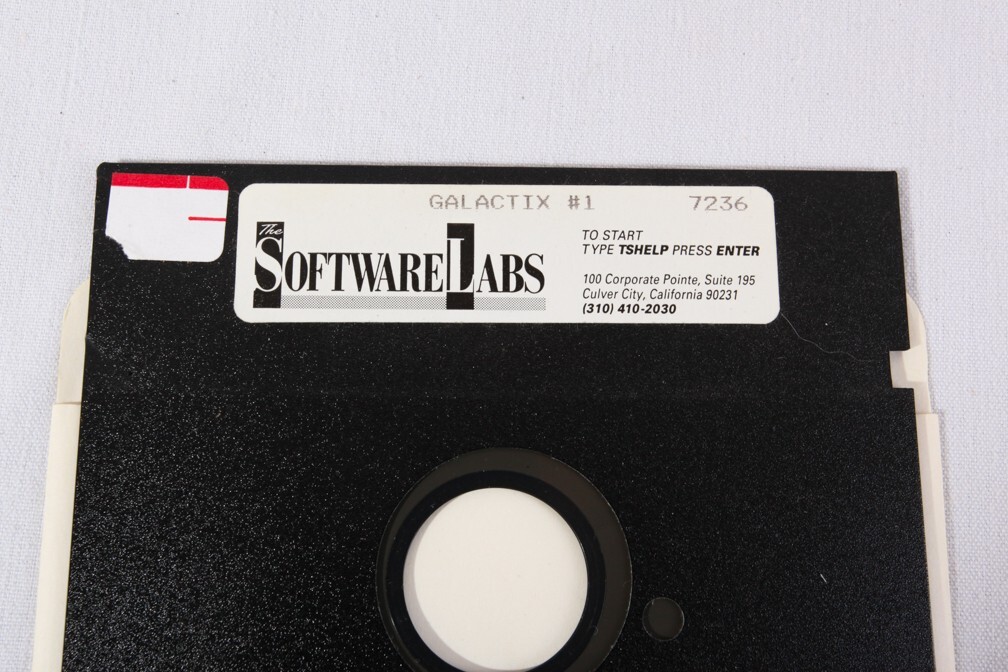 GALACTIX #1 7236
The
SOFTWARE LABS
TO START
TYPE TSHELP PRESS ENTER
100 Corporate Pointe, Suite 195
Culver City, California 90231
(310) 410-2030